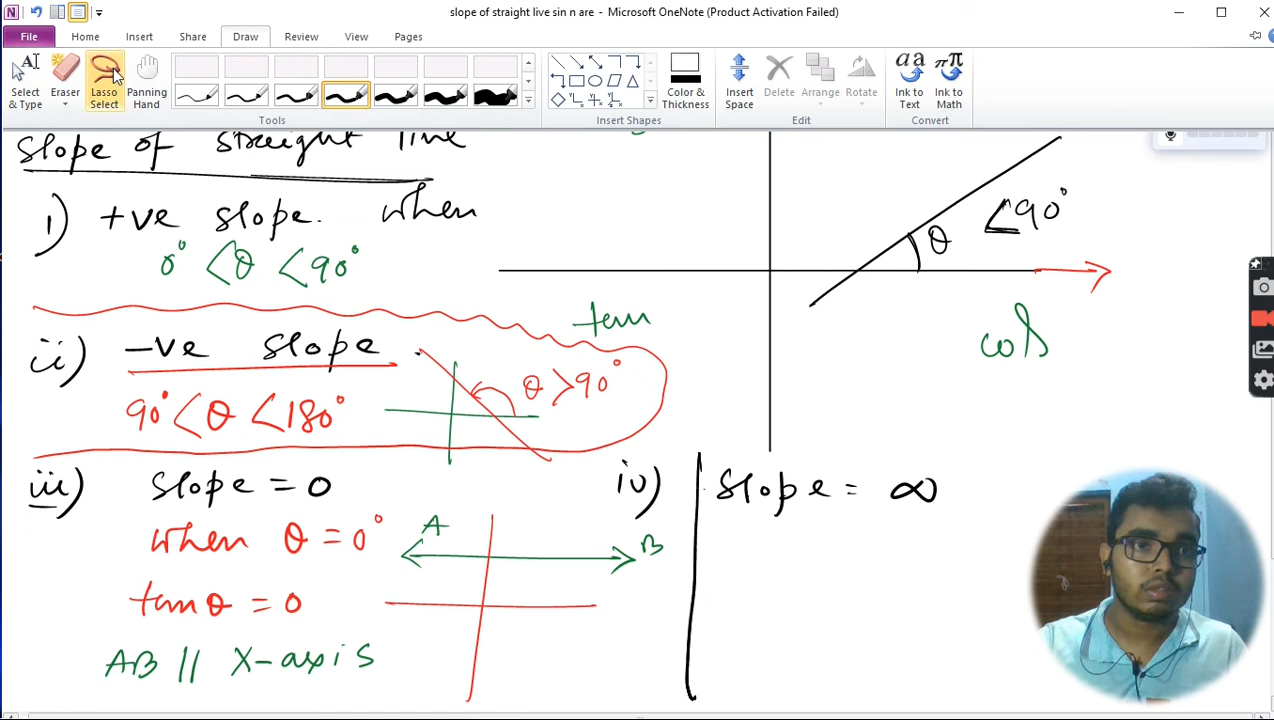 slope of straight live sin n are - Microsoft OneNote (Product Activation Failed)
File Home Insert Share Draw Review View Pages
Select & Type
Eraser
Lasso Select
Panning Hand
Color & Thickness
Insert Space
Delete
Arrange
Rotate
Ink to Text
Ink to Math
Tools
Insert Shapes
Edit
Convert
slope of straight line
i) +ve slope. when
0° < θ < 90°
θ ∠90°
ii) -ve slope
90° < θ < 180°
θ > 90°
iii) slope = 0
when θ = 0°
tanθ = 0
AB || X-axis
A B
iv) slope = ∞